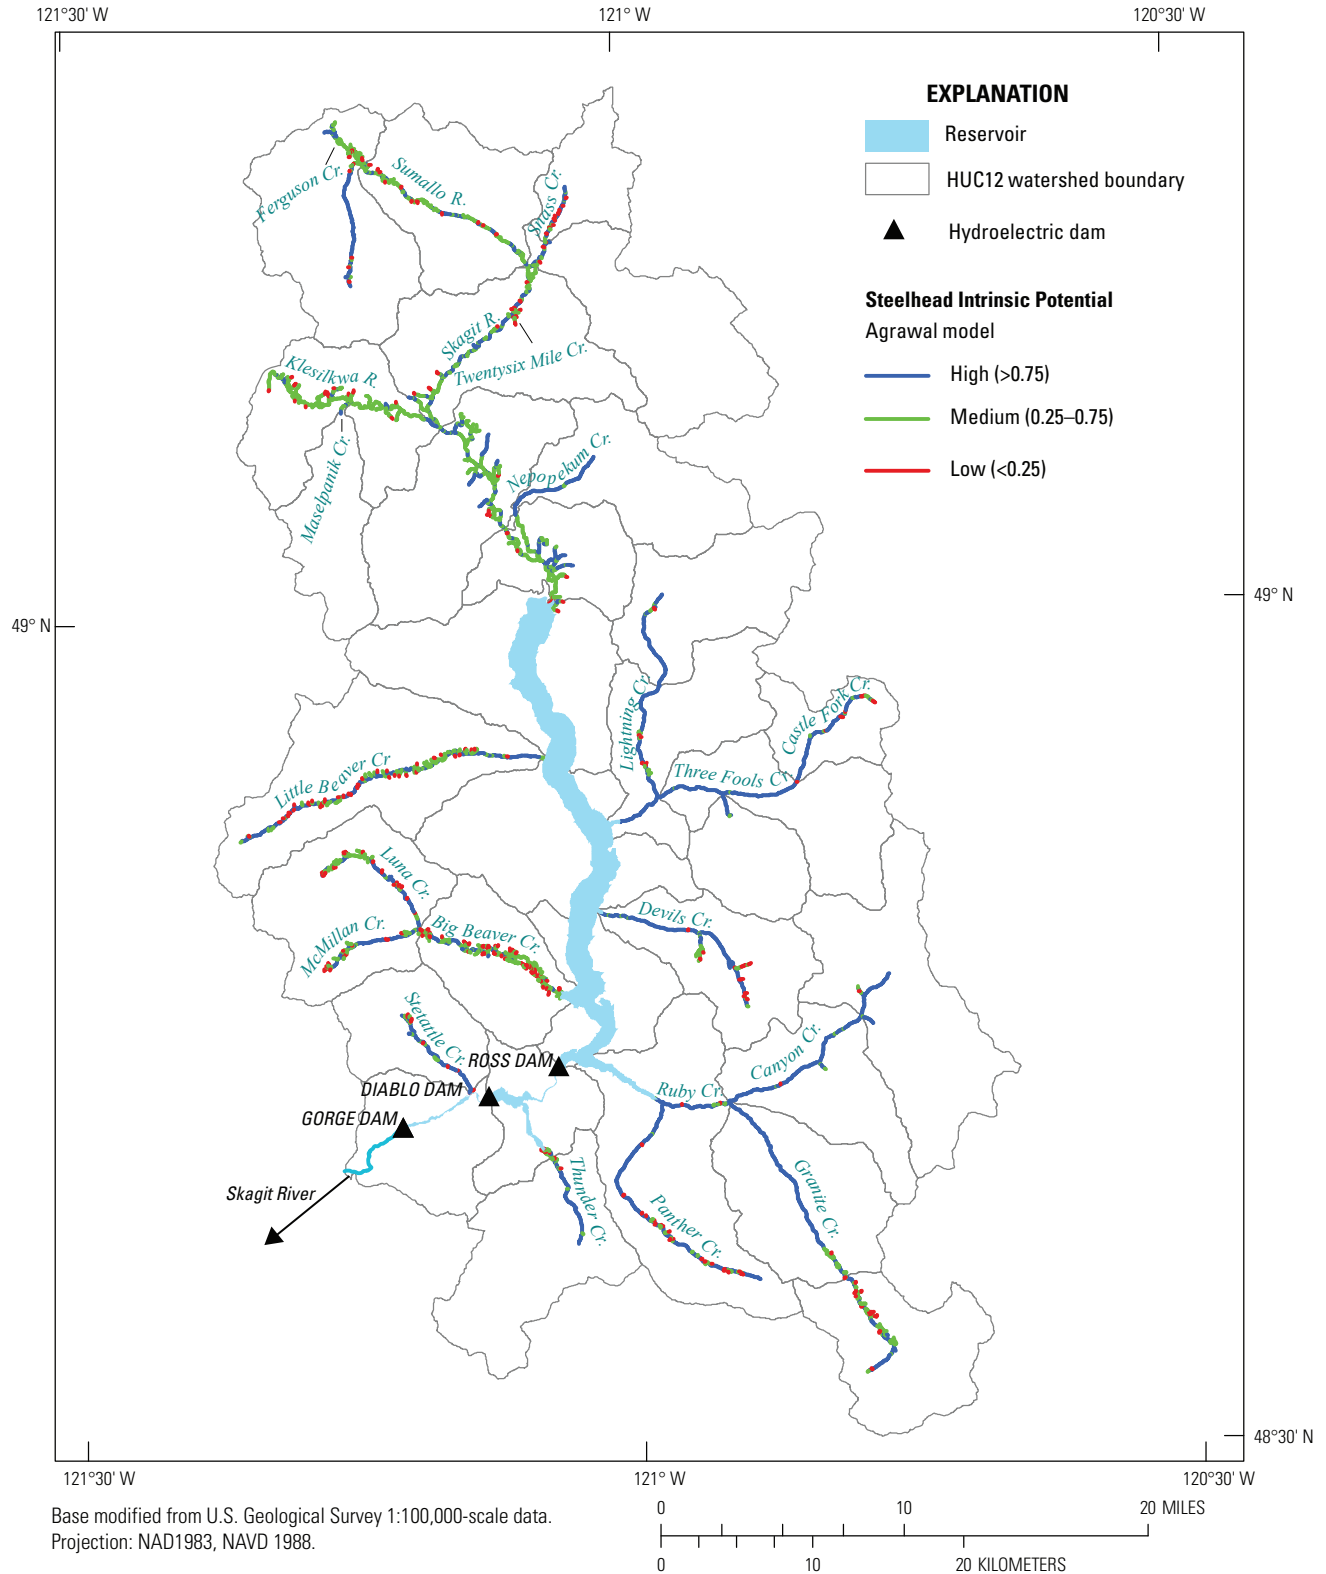 121°30' W
121° W
120°30' W
EXPLANATION
Reservoir
HUC12 watershed boundary
Hydroelectric dam
Steelhead Intrinsic Potential
Agrawal model
High (>0.75)
Medium (0.25–0.75)
Low (<0.25)
Ferguson Cr.
Sumallo R.
Snass Cr.
Skagit R.
Twentysix Mile Cr.
Klesilkwa R.
Maselpanik Cr.
Nepopekum Cr.
49° N
49° N
Lightning Cr.
Castle Fork Cr.
Three Fools Cr.
Little Beaver Cr
Luna Cr.
McMillan Cr.
Big Beaver Cr.
Devils Cr.
Stetattle Cr.
ROSS DAM
DIABLO DAM
GORGE DAM
Canyon Cr.
Ruby Cr.
Skagit River
Thunder Cr.
Panther Cr.
Granite Cr.
48°30' N
121°30' W
121° W
120°30' W
Base modified from U.S. Geological Survey 1:100,000-scale data.
Projection: NAD1983, NAVD 1988.
0 10 20 MILES
0 10 20 KILOMETERS